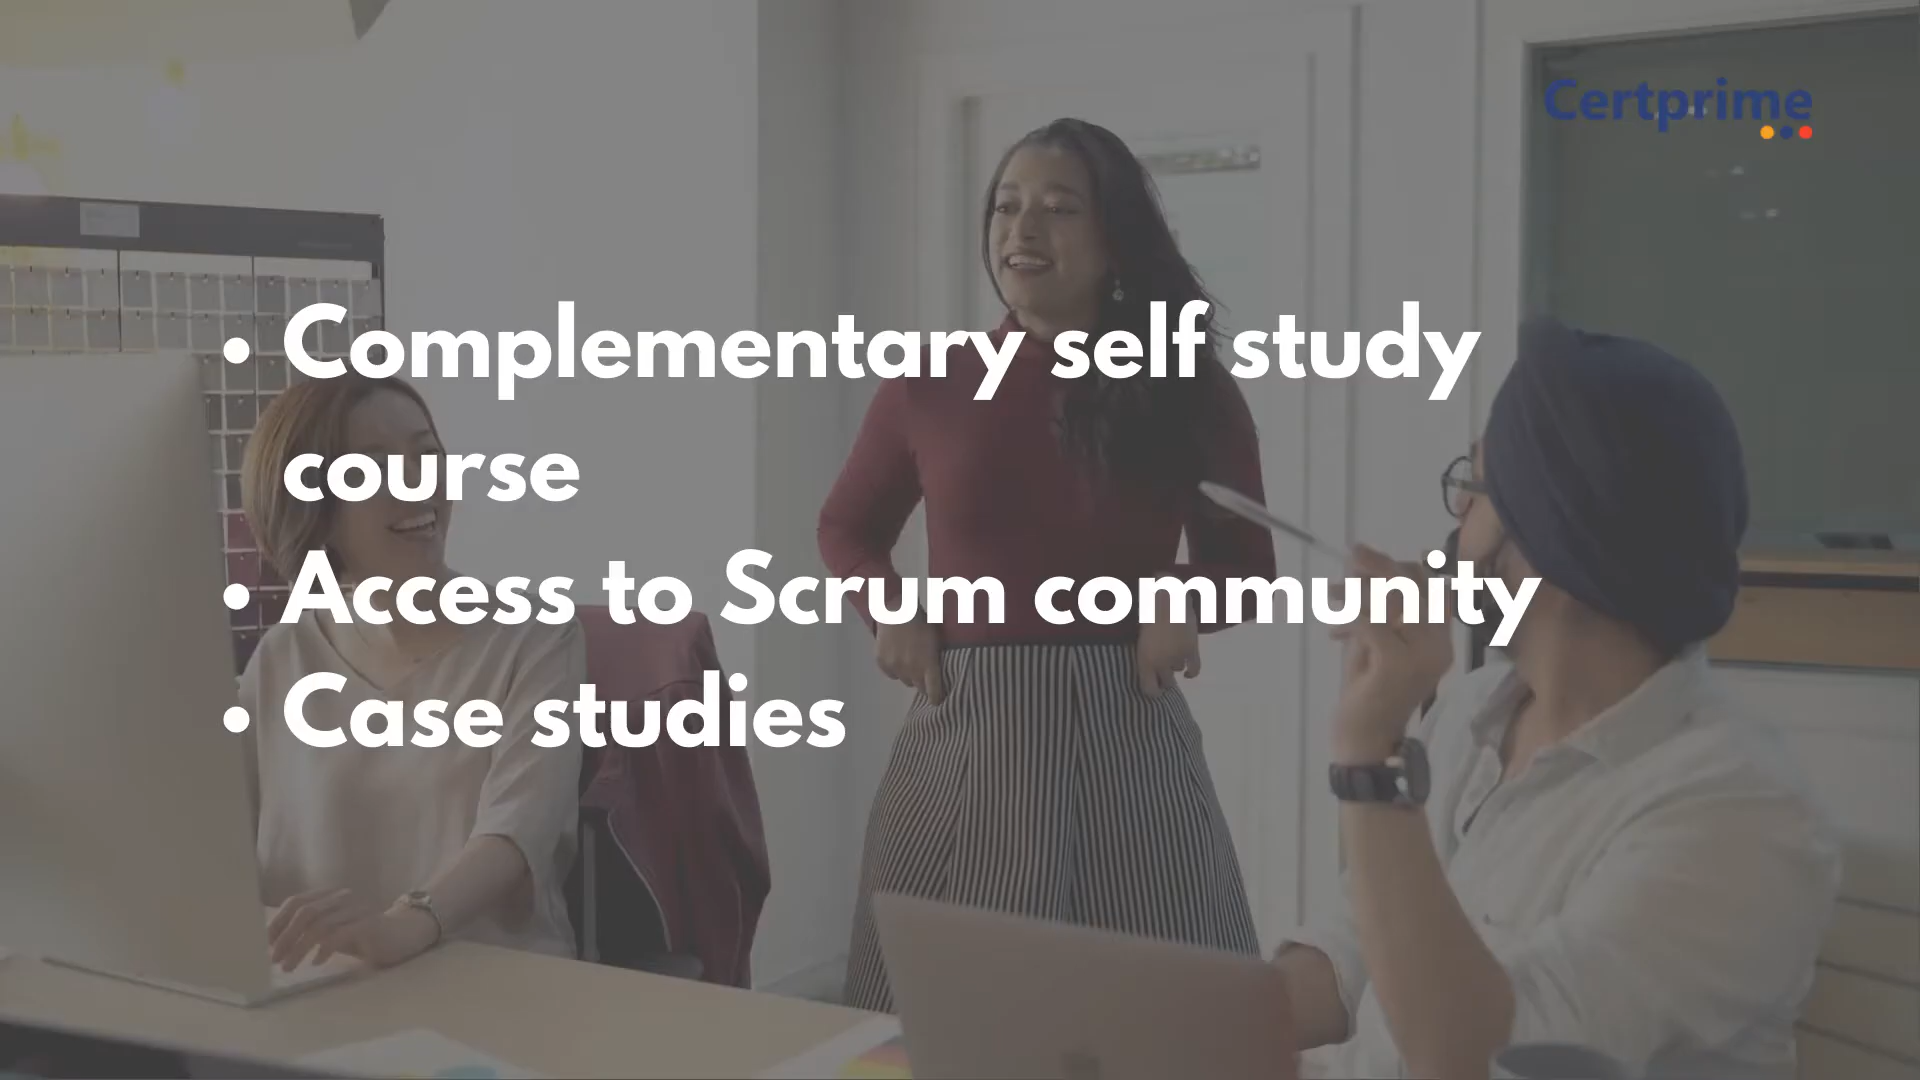 Certprime
• Complementary self study
course
• Access to Scrum community
• Case studies